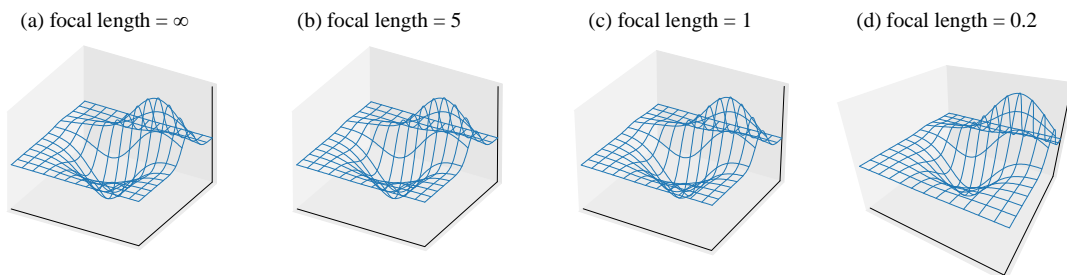 (a) focal length = ∞
(b) focal length = 5
(c) focal length = 1
(d) focal length = 0.2